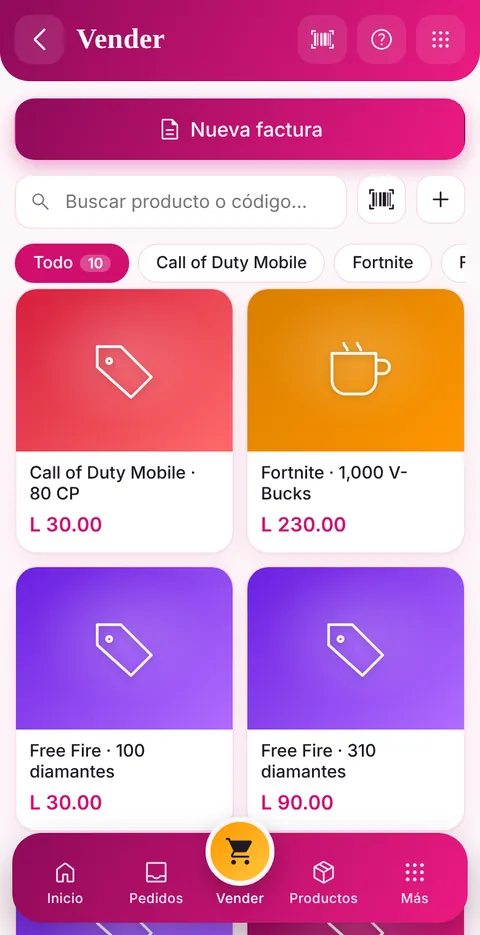 Vender
Nueva factura
Buscar producto o código...
Todo 10
Call of Duty Mobile
Fortnite
Call of Duty Mobile ·
80 CP
L 30.00
Fortnite · 1,000 V-
Bucks
L 230.00
Free Fire · 100
diamantes
L 30.00
Free Fire · 310
diamantes
L 90.00
Inicio
Pedidos
Vender
Productos
Más